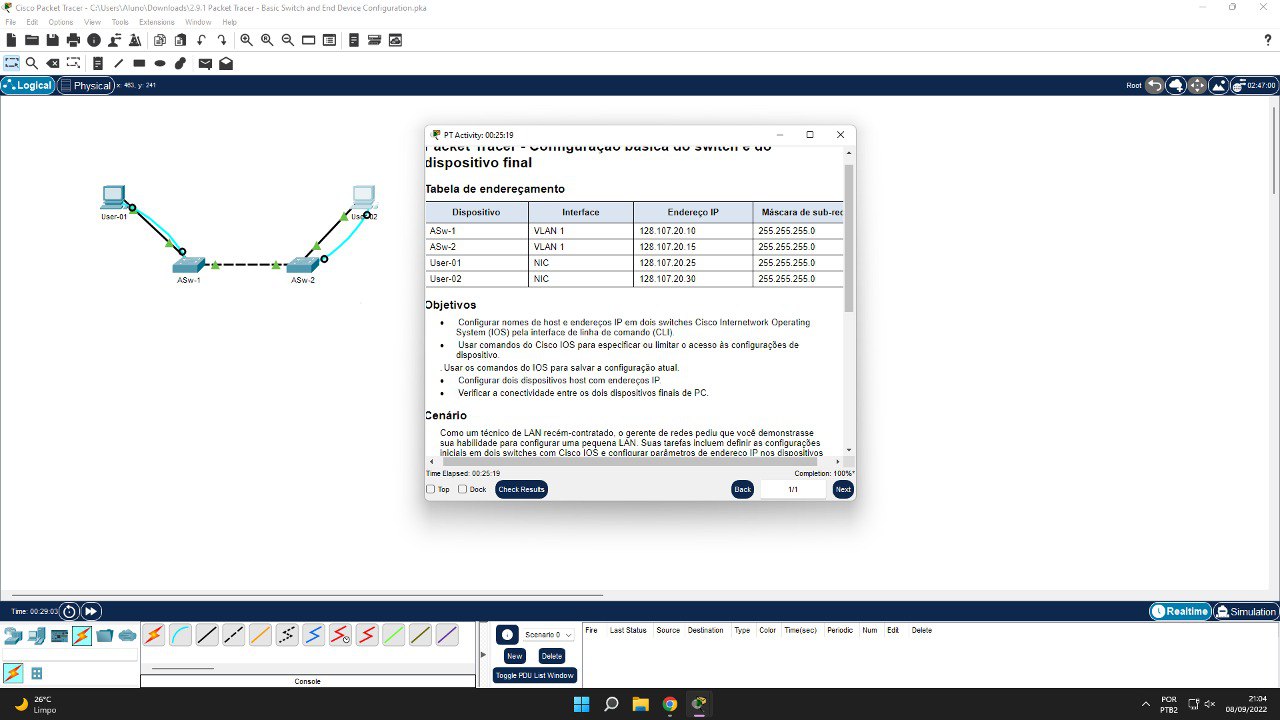 Cisco Packet Tracer - C:\Users\Aluno\Downloads\2.9.1 Packet Tracer - Basic Switch and End Device Configuration.pka
File Edit Options View Tools Extensions Window Help
Logical Physical x: 463, y: 241 Root 02:47:00
PT Activity: 00:25:19
Packet Tracer - Configuração básica do switch e do
dispositivo final
Tabela de endereçamento
Dispositivo Interface Endereço IP Máscara de sub-red
ASw-1 VLAN 1 128.107.20.10 255.255.255.0
ASw-2 VLAN 1 128.107.20.15 255.255.255.0
User-01 NIC 128.107.20.25 255.255.255.0
User-02 NIC 128.107.20.30 255.255.255.0
Objetivos
• Configurar nomes de host e endereços IP em dois switches Cisco Internetwork Operating
System (IOS) pela interface de linha de comando (CLI).
• Usar comandos do Cisco IOS para especificar ou limitar o acesso às configurações de
dispositivo.
. Usar os comandos do IOS para salvar a configuração atual.
• Configurar dois dispositivos host com endereços IP.
• Verificar a conectividade entre os dois dispositivos finais de PC.
Cenário
Como um técnico de LAN recém-contratado, o gerente de redes pediu que você demonstrasse
sua habilidade para configurar uma pequena LAN. Suas tarefas incluem definir as configurações
iniciais em dois switches com Cisco IOS e configurar parâmetros de endereço IP nos dispositivos
Time Elapsed: 00:25:19 Completion: 100%*
Top Dock Check Results Back 1/1 Next
User-01
User-02
ASw-1
ASw-2
Time: 00:29:03 Realtime Simulation
Scenario 0
New Delete
Toggle PDU List Window
Fire Last Status Source Destination Type Color Time(sec) Periodic Num Edit Delete
Console
26°C
Limpo
POR
PTB2
21:04
08/09/2022